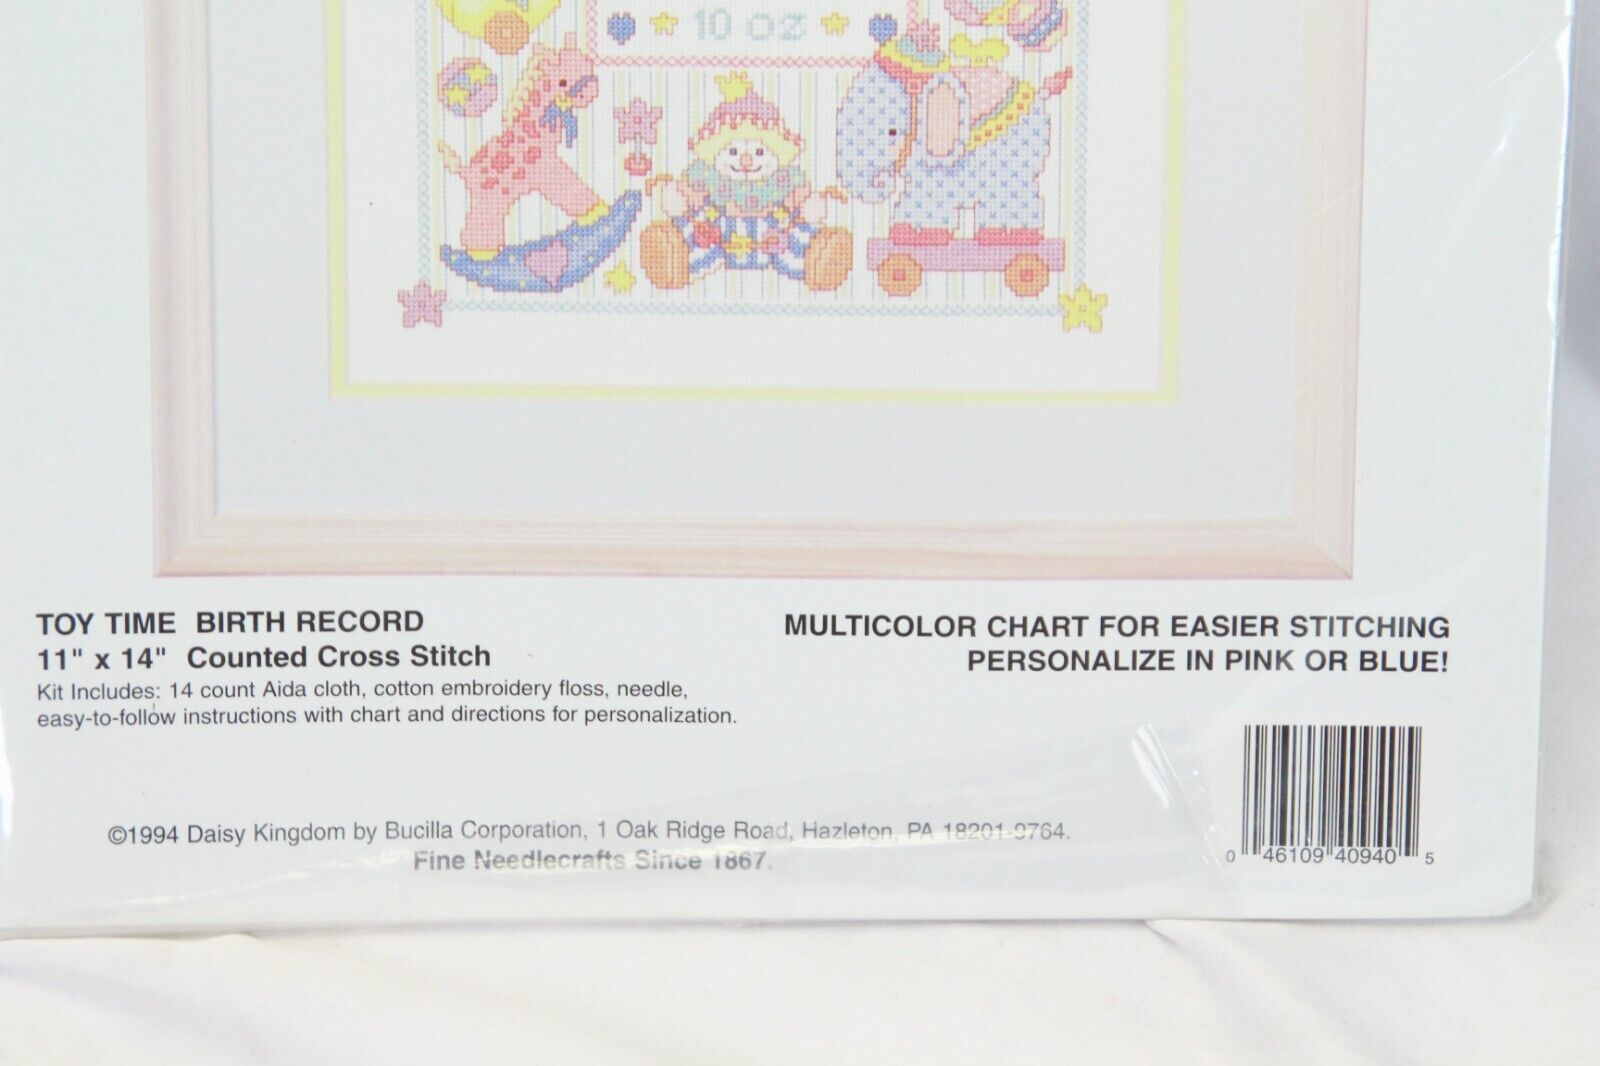 10 oz
TOY TIME BIRTH RECORD
11" x 14" Counted Cross Stitch
Kit Includes: 14 count Aida cloth, cotton embroidery floss, needle,
easy-to-follow instructions with chart and directions for personalization.
MULTICOLOR CHART FOR EASIER STITCHING
PERSONALIZE IN PINK OR BLUE!
©1994 Daisy Kingdom by Bucilla Corporation, 1 Oak Ridge Road, Hazleton, PA 18201-9764.
Fine Needlecrafts Since 1867.
0 46109 40940 5